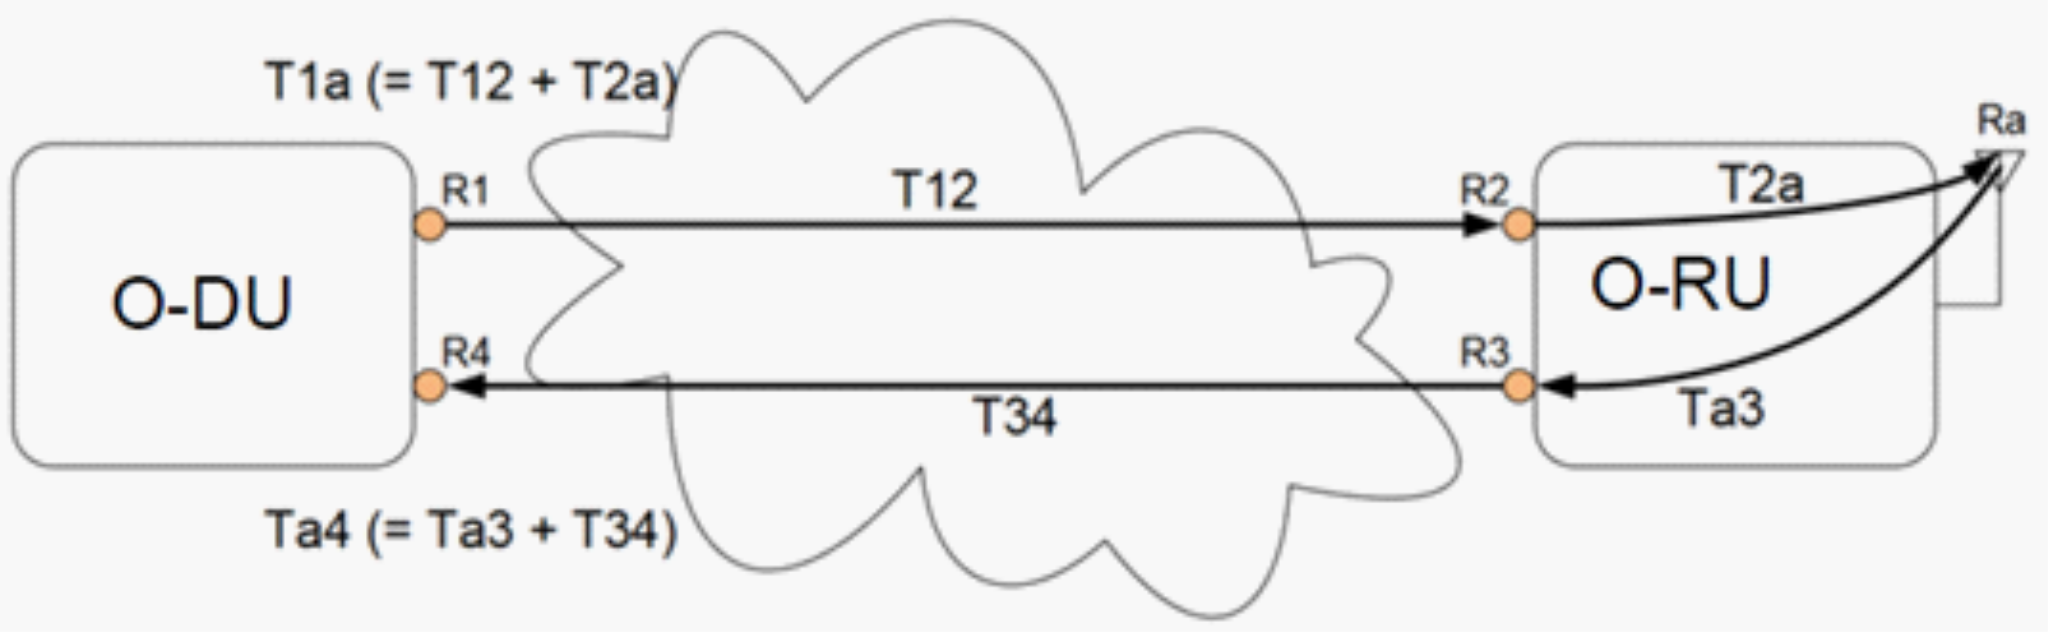 T1a (= T12 + T2a)
Ra
R1
T12
R2
T2a
O-DU
O-RU
R4
R3
T34
Ta3
Ta4 (= Ta3 + T34)